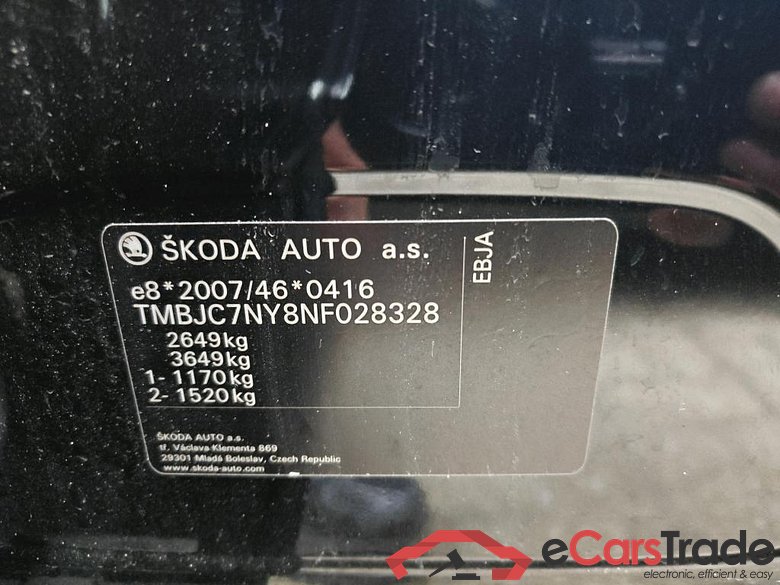 ŠKODA AUTO a.s.
EBJA
e8*2007/46*0416
TMBJC7NY8NF028328
2649kg
3649kg
1- 1170kg
2- 1520kg
ŠKODA AUTO a.s.
tř. Václava Klementa 869
29301 Mladá Boleslav, Czech Republic
www.skoda-auto.com
eCarsTrade
electronic, efficient & easy